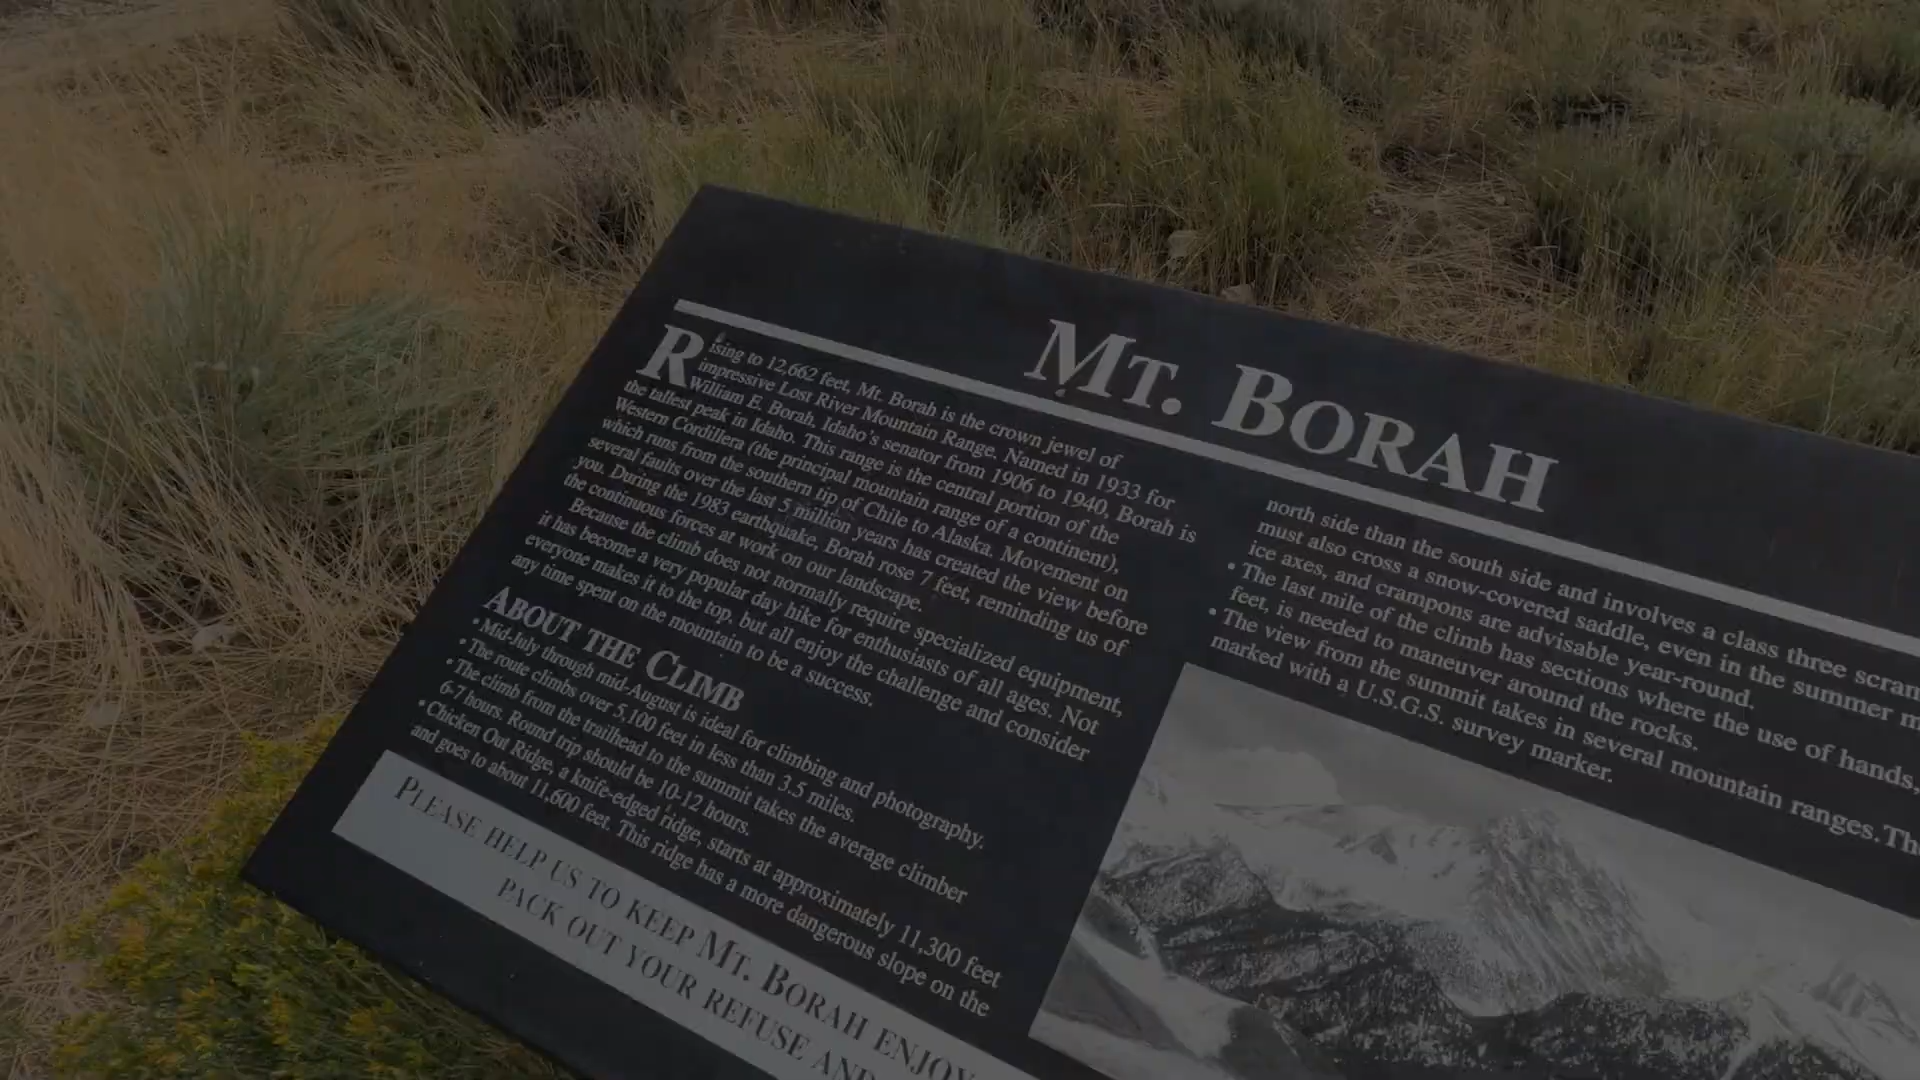 MT. BORAH
Rising to 12,662 feet, Mt. Borah is the crown jewel of
impressive Lost River Mountain Range. Named in 1933 for
William E. Borah, Idaho's senator from 1906 to 1940, Borah is
the tallest peak in Idaho. This range is the central portion of the
Western Cordillera (the principal mountain range of a continent),
which runs from the southern tip of Chile to Alaska. Movement on
several faults over the last 5 million years has created the view before
you. During the 1983 earthquake, Borah rose 7 feet, reminding us of
the continuous forces at work on our landscape.
Because the climb does not normally require specialized equipment,
it has become a very popular day hike for enthusiasts of all ages. Not
everyone makes it to the top, but all enjoy the challenge and consider
any time spent on the mountain to be a success.
ABOUT THE CLIMB
• Mid-July through mid-August is ideal for climbing and photography.
• The route climbs over 5,100 feet in less than 3.5 miles.
• The climb from the trailhead to the summit takes the average climber
6-7 hours. Round trip should be 10-12 hours.
• Chicken Out Ridge, a knife-edged ridge, starts at approximately 11,300 feet
and goes to about 11,600 feet. This ridge has a more dangerous slope on the
north side than the south side and involves a class three scram
must also cross a snow-covered saddle, even in the summer m
ice axes, and crampons are advisable year-round.
• The last mile of the climb has sections where the use of hands,
feet, is needed to maneuver around the rocks.
• The view from the summit takes in several mountain ranges. The
marked with a U.S.G.S. survey marker.
PLEASE HELP US TO KEEP MT. BORAH ENJOY
PACK OUT YOUR REFUSE AND